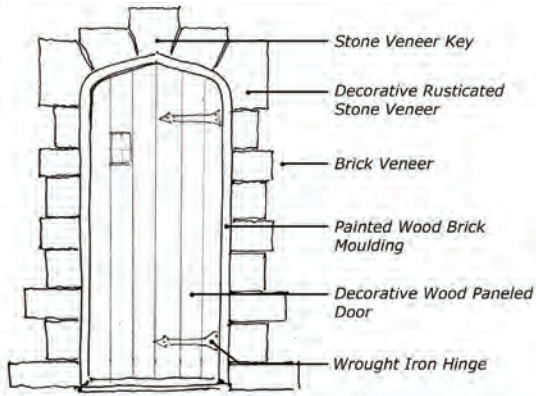 Stone Veneer Key
Decorative Rusticated
Stone Veneer
Brick Veneer
Painted Wood Brick
Moulding
Decorative Wood Paneled
Door
Wrought Iron Hinge